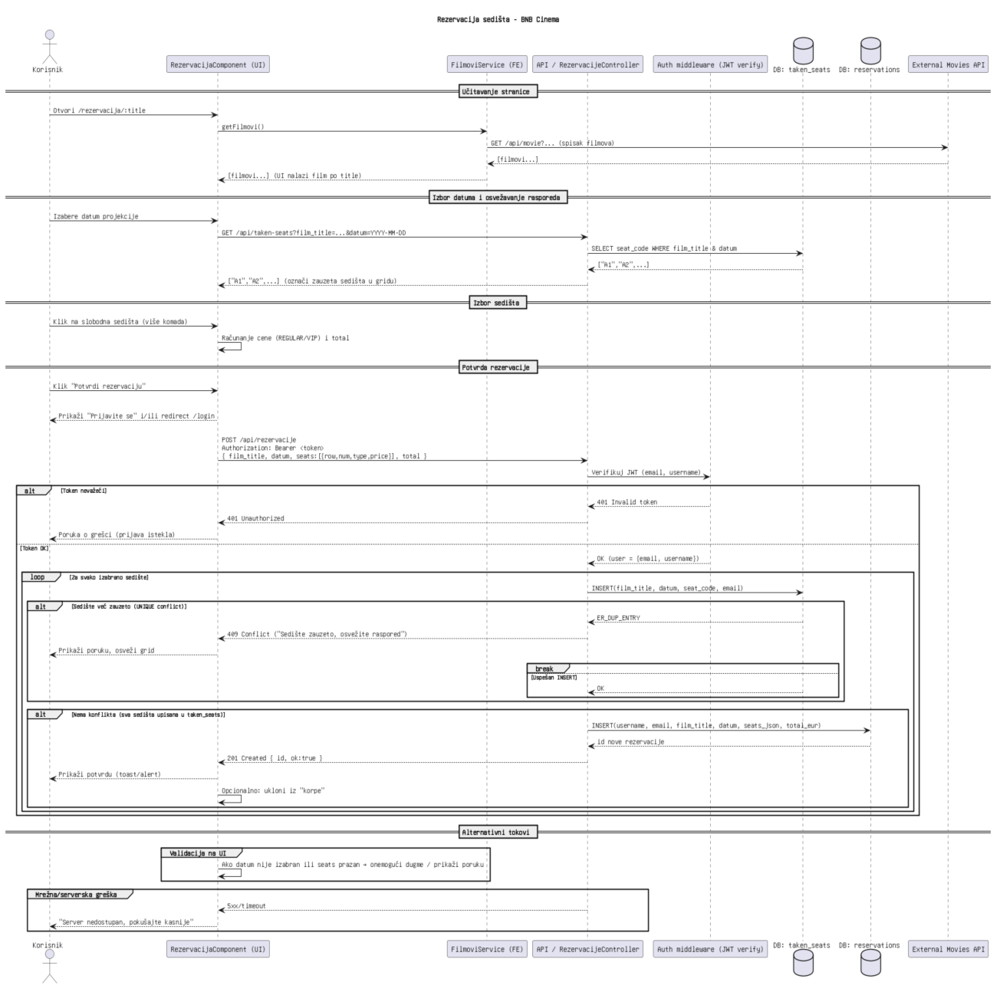 Rezervacija sedišta - BNB Cinema
Korisnik
RezervacijaComponent (UI)
FilmoviService (FE)
API / RezervacijeController
Auth middleware (JWT verify)
DB: taken_seats
DB: reservations
External Movies API
Učitavanje stranice
Otvori /rezervacija/:title
getFilmovi()
GET /api/movie?... (spisak filmova)
[filmovi...]
[filmovi...] (UI nalazi film po title)
Izbor datuma i osvežavanje rasporeda
Izabere datum projekcije
GET /api/taken-seats?film_title=...&datum=YYYY-MM-DD
SELECT seat_code WHERE film_title & datum
["A1","A2",...]
["A1","A2",...] (označi zauzeta sedišta u gridu)
Izbor sedišta
Klik na slobodna sedišta (više komada)
Računanje cene (REGULAR/VIP) i total
Potvrda rezervacije
Klik "Potvrdi rezervaciju"
Prikaži "Prijavite se" i/ili redirect /login
POST /api/rezervacije
Authorization: Bearer <token>
{ film_title, datum, seats:[{row,num,type,price}], total }
Verifikuj JWT (email, username)
alt [Token nevažeći]
401 Invalid token
401 Unauthorized
Poruka o grešci (prijava istekla)
[Token OK]
OK (user = {email, username})
loop [Za svako izabrano sedište]
INSERT(film_title, datum, seat_code, email)
alt [Sedište već zauzeto (UNIQUE conflict)]
ER_DUP_ENTRY
409 Conflict ("Sedište zauzeto, osvežite raspored")
Prikaži poruku, osveži grid
break
[Uspešan INSERT]
OK
alt [Nema konflikta (sva sedišta upisana u taken_seats)]
INSERT(username, email, film_title, datum, seats_json, total_eur)
id nove rezervacije
201 Created { id, ok:true }
Prikaži potvrdu (toast/alert)
Opcionalno: ukloni iz "korpe"
Alternativni tokovi
Validacija na UI
Ako datum nije izabran ili seats prazan → onemogući dugme / prikaži poruku
Mrežna/serverska greška
5xx/timeout
"Server nedostupan, pokušajte kasnije"
Korisnik
RezervacijaComponent (UI)
FilmoviService (FE)
API / RezervacijeController
Auth middleware (JWT verify)
DB: taken_seats
DB: reservations
External Movies API